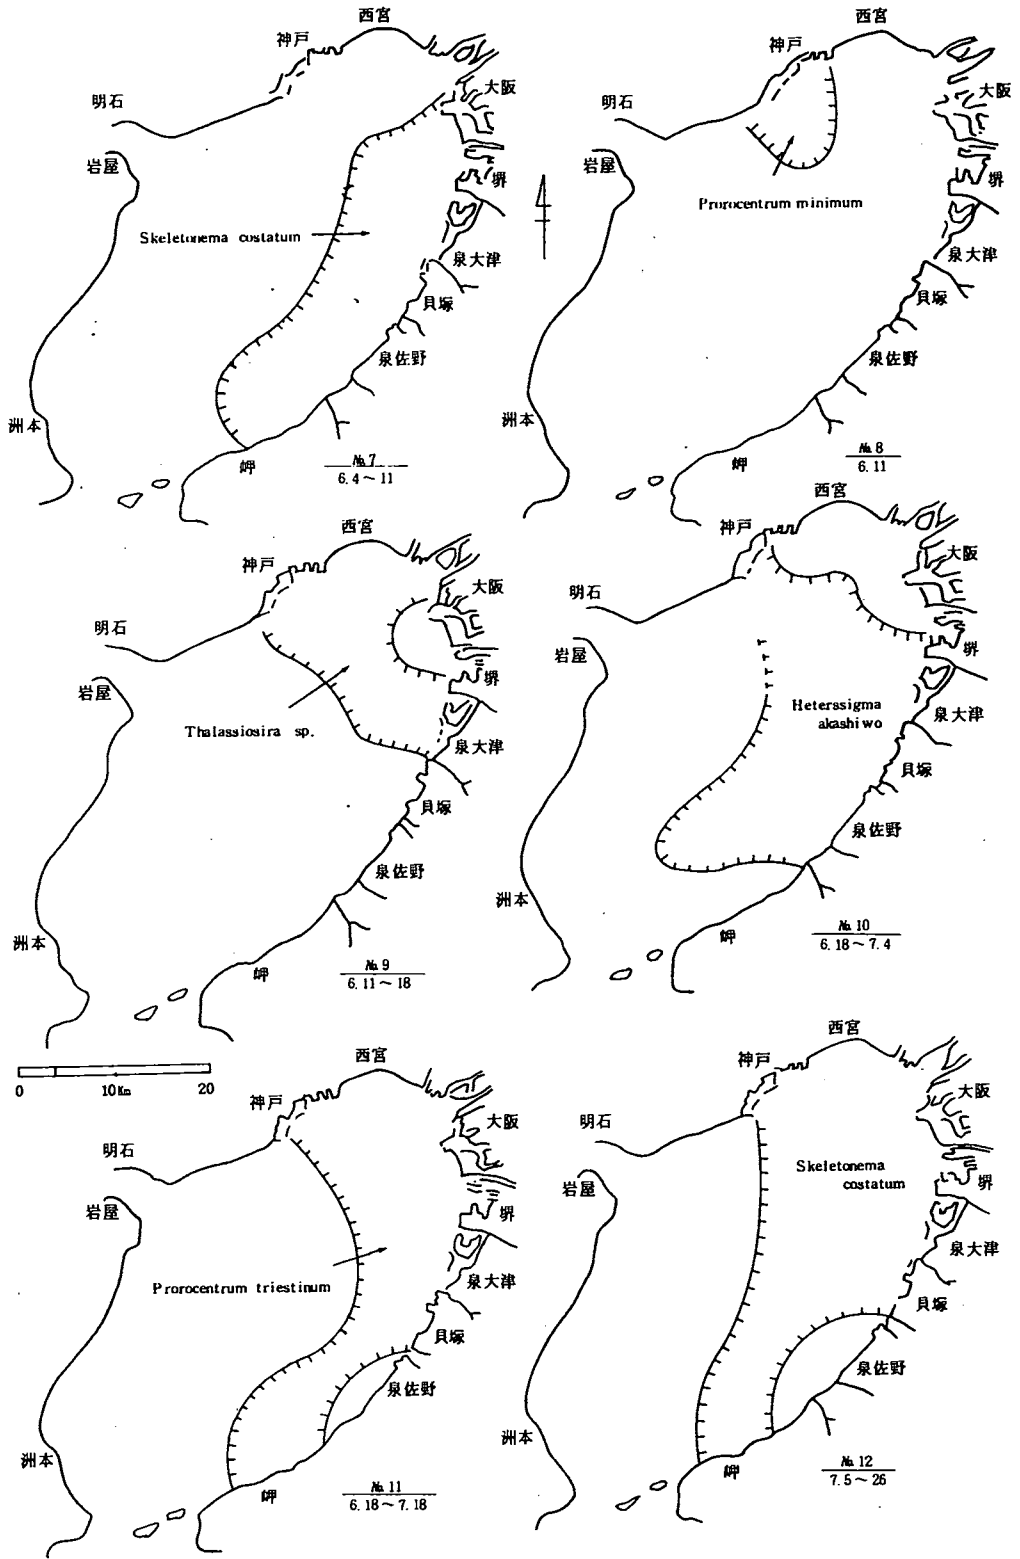 西宮
神戸
明石
大阪
岩屋
堺
Skeletonema costatum
泉大津
貝塚
泉佐野
洲本
岬
№7
6.4～11
西宮
神戸
明石
大阪
岩屋
堺
Prorocentrum minimum
泉大津
貝塚
泉佐野
洲本
岬
№8
6.11
西宮
神戸
大阪
明石
堺
岩屋
Thalassiosira sp.
泉大津
貝塚
泉佐野
洲本
岬
№9
6.11～18
西宮
神戸
大阪
明石
堺
岩屋
Heterssigma
akashiwo
泉大津
貝塚
泉佐野
洲本
岬
№10
6.18～7.4
0 10Km 20
西宮
神戸
大阪
明石
岩屋
堺
Prorocentrum triestinum
泉大津
貝塚
泉佐野
洲本
岬
№11
6.18～7.18
西宮
神戸
大阪
明石
Skeletonema
costatum
岩屋
堺
泉大津
貝塚
泉佐野
洲本
岬
№12
7.5～26